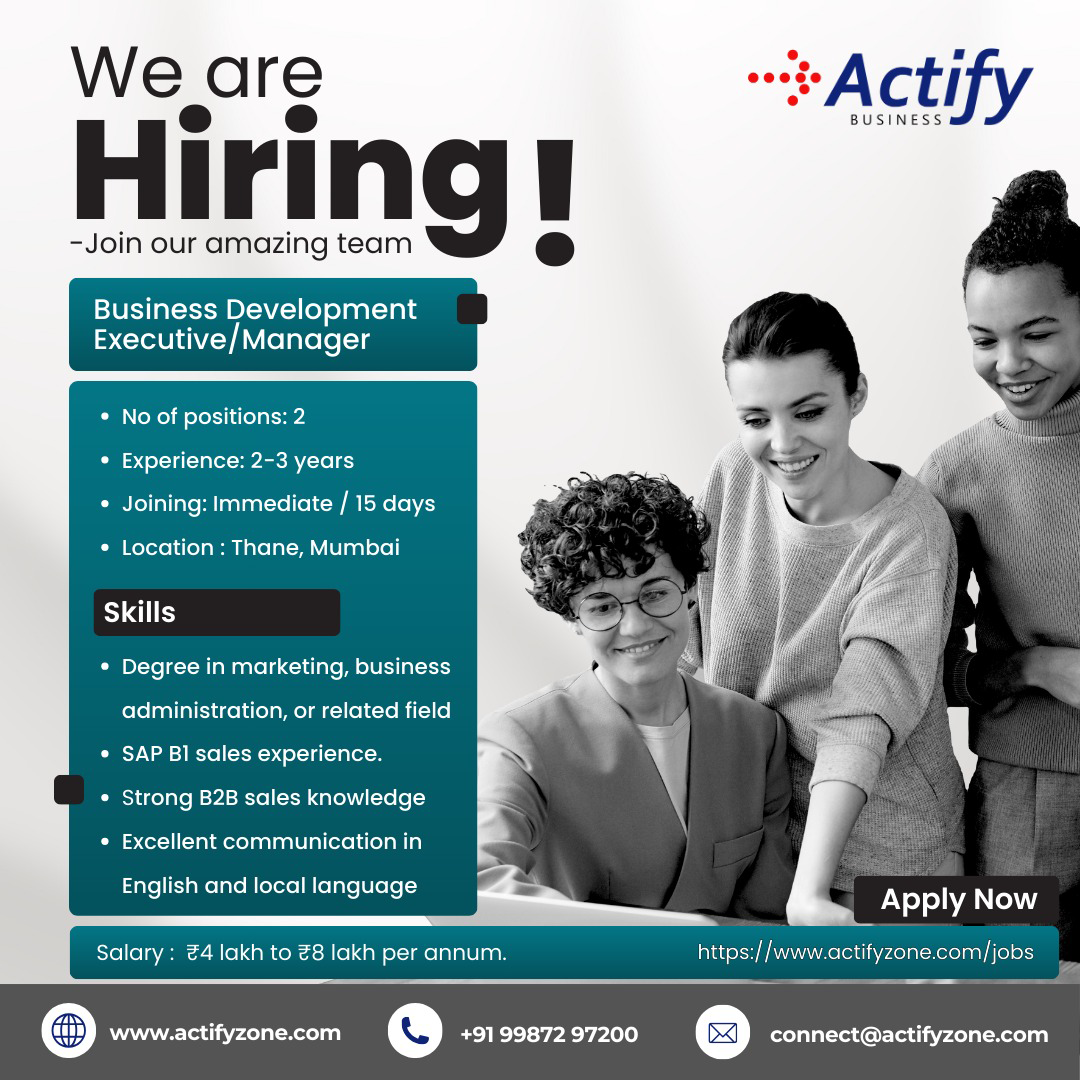 We are
Hiring!
-Join our amazing team
Actify
BUSINESS
Business Development
Executive/Manager
• No of positions: 2
• Experience: 2-3 years
• Joining: Immediate / 15 days
• Location : Thane, Mumbai
Skills
• Degree in marketing, business
administration, or related field
• SAP B1 sales experience.
• Strong B2B sales knowledge
• Excellent communication in
English and local language
Apply Now
Salary : ₹4 lakh to ₹8 lakh per annum.
https://www.actifyzone.com/jobs
www.actifyzone.com
+91 99872 97200
connect@actifyzone.com